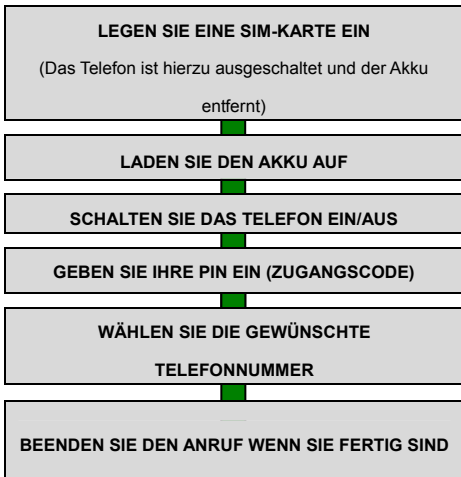 LEGEN SIE EINE SIM-KARTE EIN
(Das Telefon ist hierzu ausgeschaltet und der Akku
entfernt)
LADEN SIE DEN AKKU AUF
SCHALTEN SIE DAS TELEFON EIN/AUS
GEBEN SIE IHRE PIN EIN (ZUGANGSCODE)
WÄHLEN SIE DIE GEWÜNSCHTE
TELEFONNUMMER
BEENDEN SIE DEN ANRUF WENN SIE FERTIG SIND